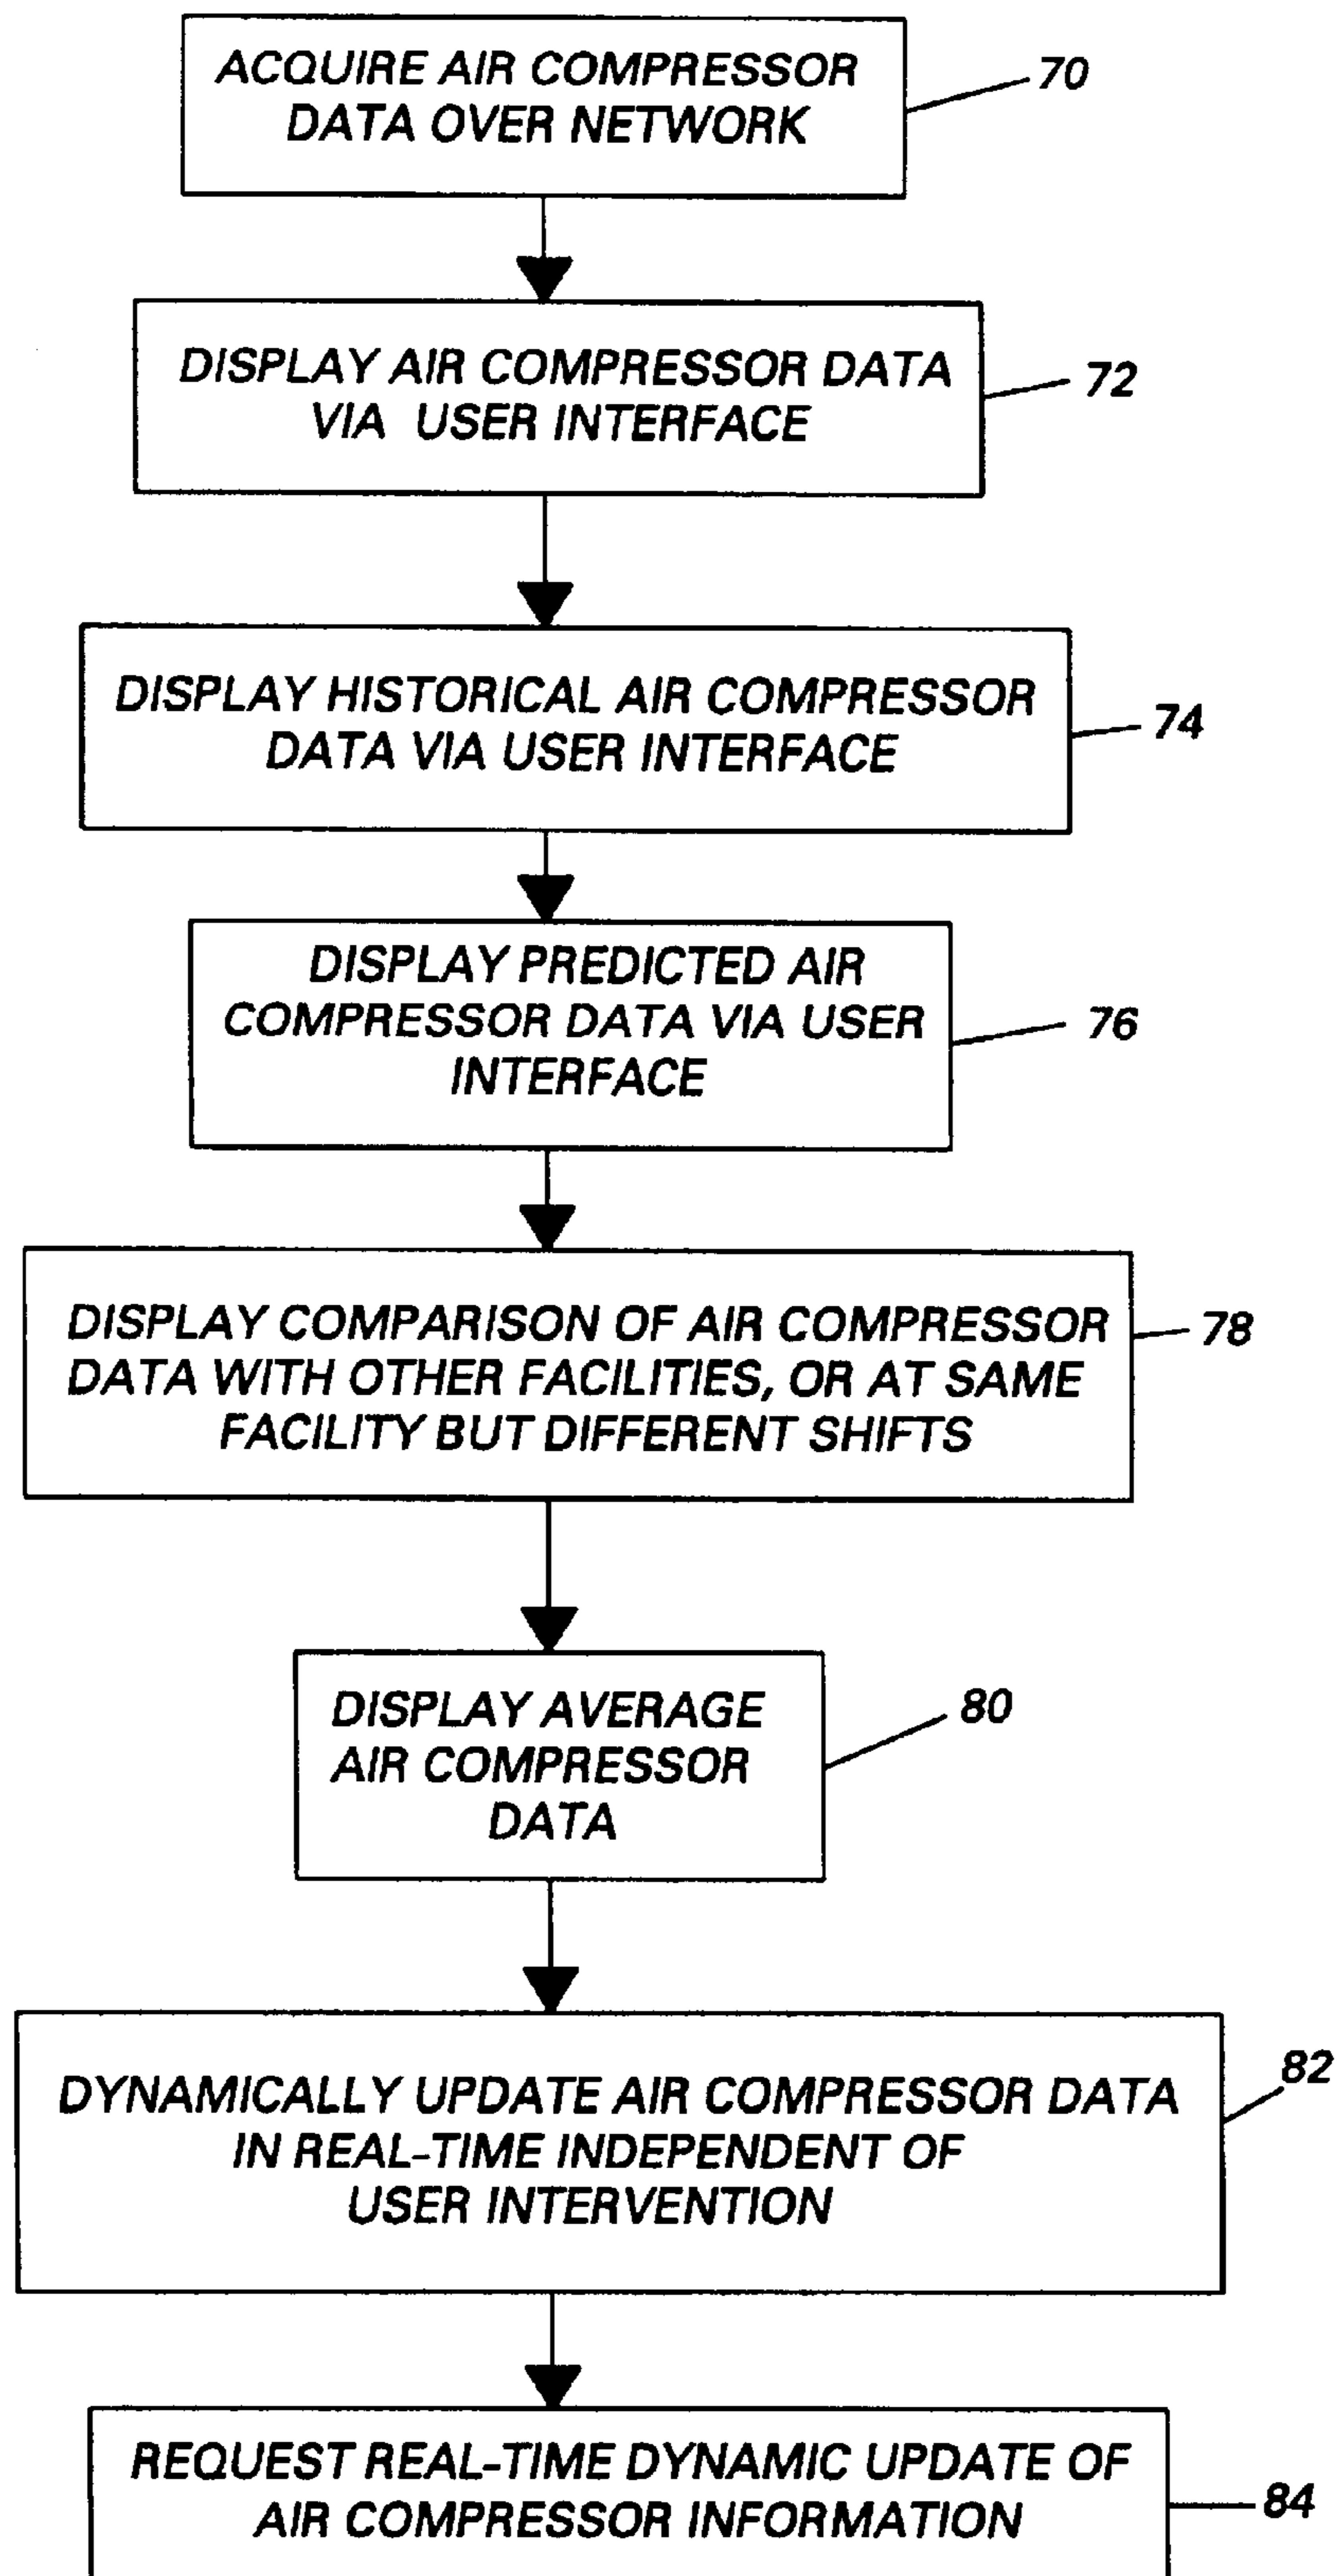 ACQUIRE AIR COMPRESSOR
DATA OVER NETWORK
70
DISPLAY AIR COMPRESSOR DATA
VIA USER INTERFACE
72
DISPLAY HISTORICAL AIR COMPRESSOR
DATA VIA USER INTERFACE
74
DISPLAY PREDICTED AIR
COMPRESSOR DATA VIA USER
INTERFACE
76
DISPLAY COMPARISON OF AIR COMPRESSOR
DATA WITH OTHER FACILITIES, OR AT SAME
FACILITY BUT DIFFERENT SHIFTS
78
DISPLAY AVERAGE
AIR COMPRESSOR
DATA
80
DYNAMICALLY UPDATE AIR COMPRESSOR DATA
IN REAL-TIME INDEPENDENT OF
USER INTERVENTION
82
REQUEST REAL-TIME DYNAMIC UPDATE OF
AIR COMPRESSOR INFORMATION
84